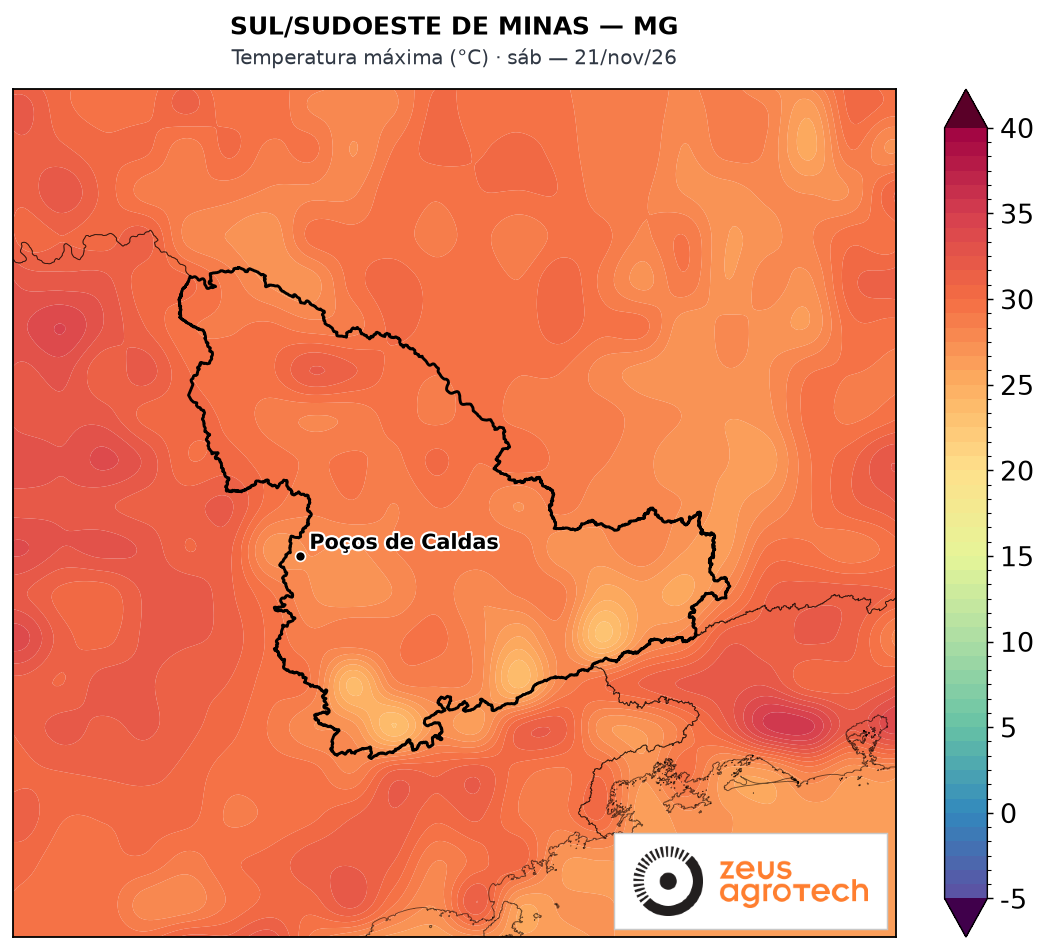 SUL/SUDOESTE DE MINAS — MG
Temperatura máxima (°C) · sáb — 21/nov/26
40
35
30
25
20
15
10
5
0
-5
Poços de Caldas
zeus
agrotech